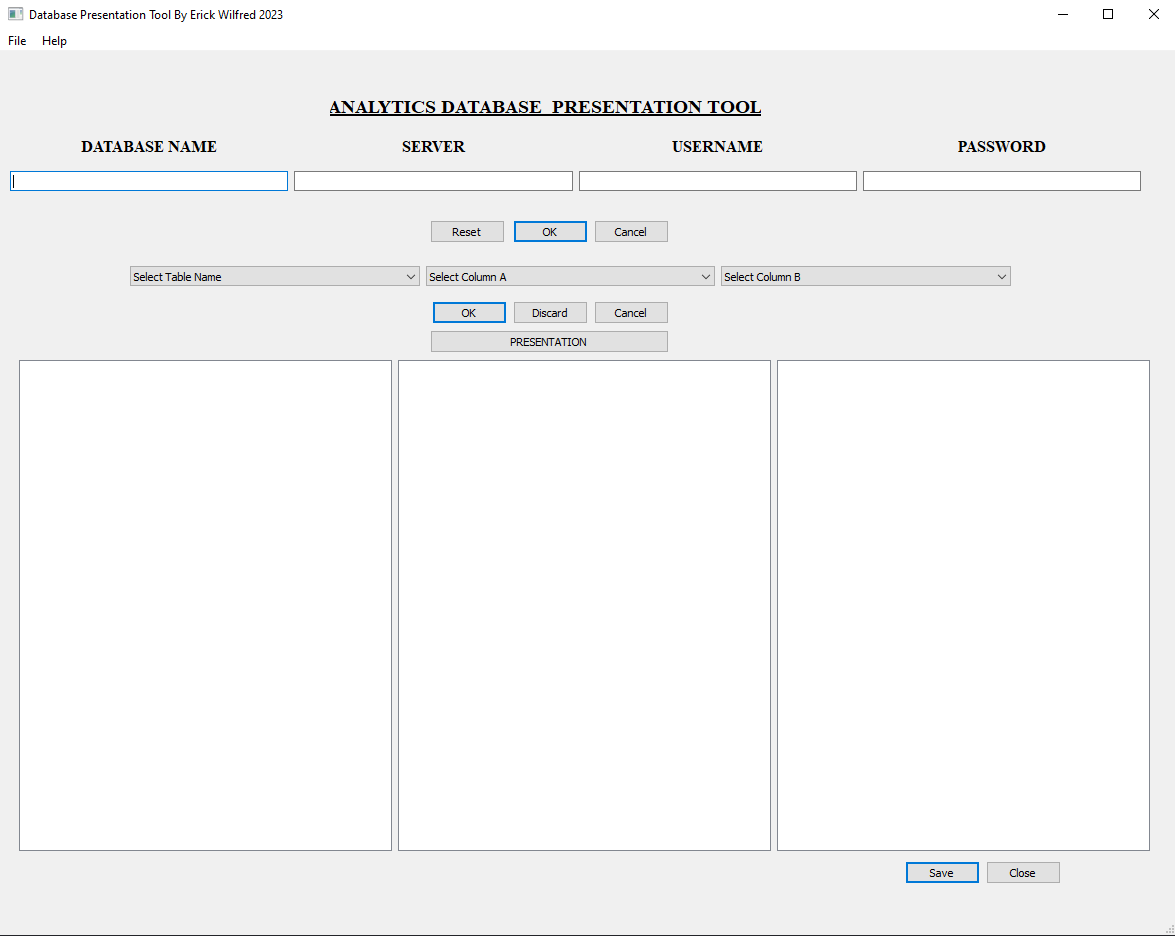 Database Presentation Tool By Erick Wilfred 2023
File Help
ANALYTICS DATABASE PRESENTATION TOOL
DATABASE NAME SERVER USERNAME PASSWORD
Reset OK Cancel
Select Table Name Select Column A Select Column B
OK Discard Cancel
PRESENTATION
Save Close